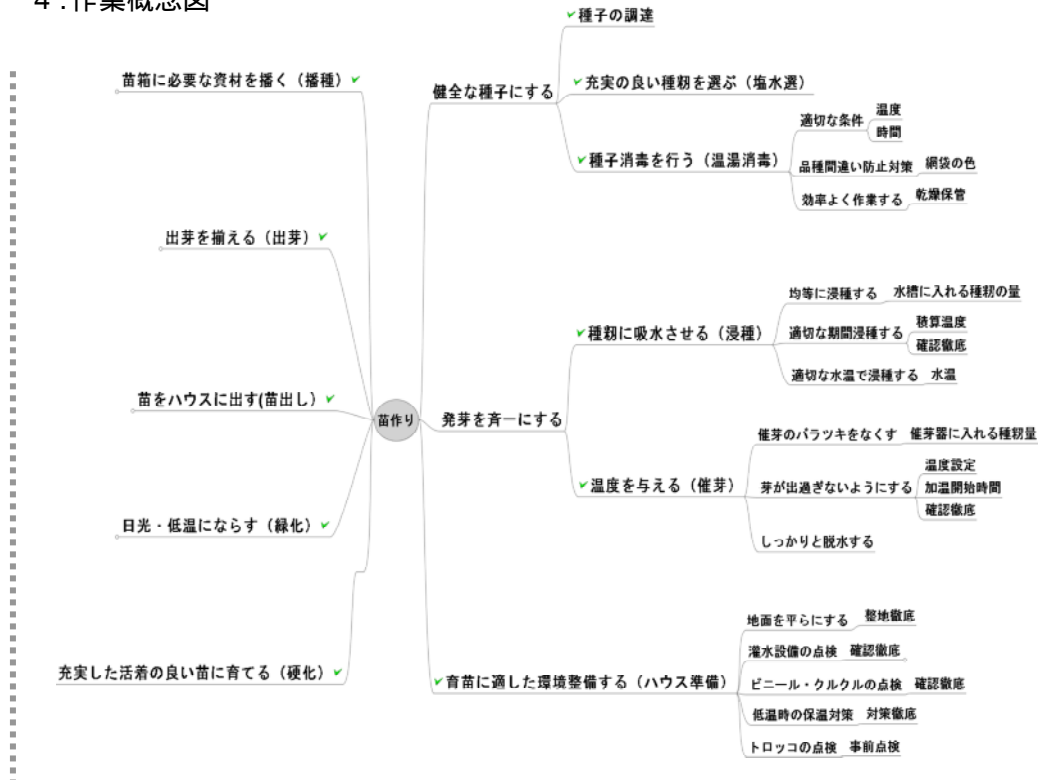 4．作業概念図
種子の調達
苗箱に必要な資材を播く（播種）
健全な種子にする
充実の良い種籾を選ぶ（塩水選）
適切な条件
温度
時間
種子消毒を行う（温湯消毒）
品種間違い防止対策
網袋の色
効率よく作業する
乾燥保管
出芽を揃える（出芽）
均等に浸種する
水槽に入れる種籾の量
種籾に吸水させる（浸種）
適切な期間浸種する
積算温度
確認徹底
適切な水温で浸種する
水温
苗をハウスに出す(苗出し）
苗作り
発芽を斉一にする
催芽のバラツキをなくす
催芽器に入れる種籾量
温度を与える（催芽）
芽が出過ぎないようにする
温度設定
加温開始時間
確認徹底
しっかりと脱水する
日光・低温にならす（緑化）
地面を平らにする
整地徹底
灌水設備の点検
確認徹底
充実した活着の良い苗に育てる（硬化）
育苗に適した環境整備する（ハウス準備）
ビニール・クルクルの点検
確認徹底
低温時の保温対策
対策徹底
トロッコの点検
事前点検